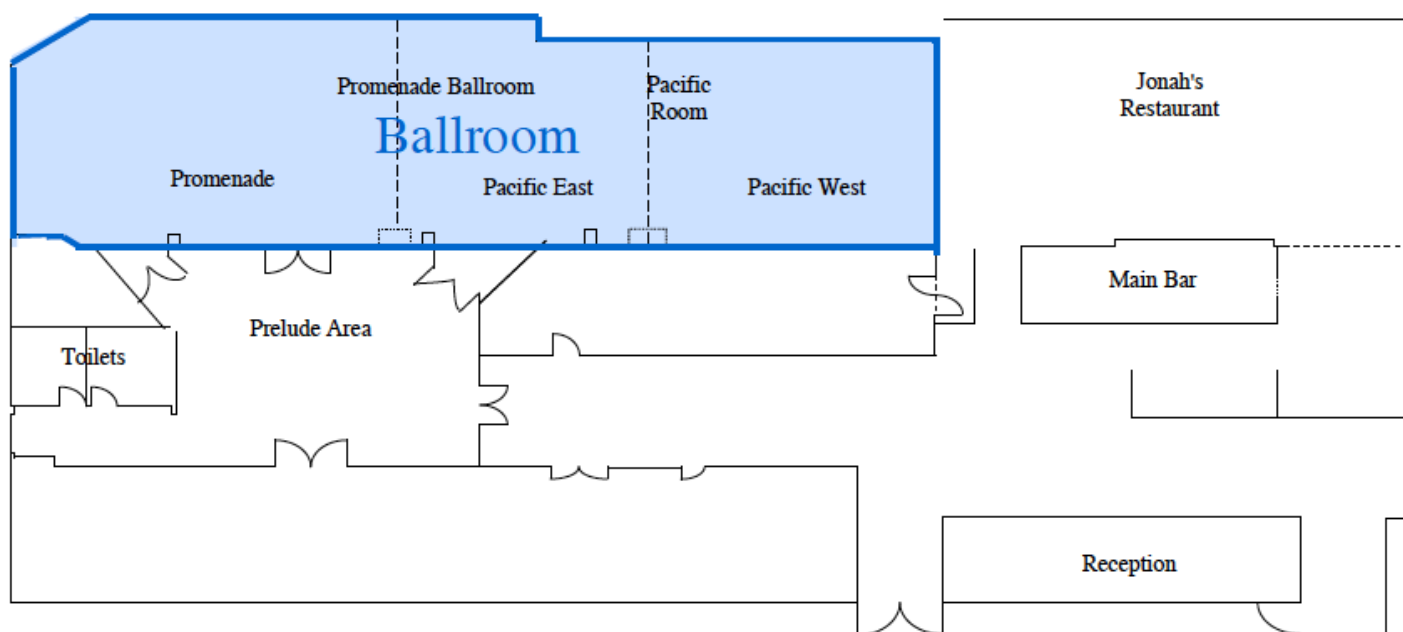 Promenade Ballroom
Pacific
Room
Jonah's
Restaurant
Ballroom
Promenade
Pacific East
Pacific West
Main Bar
Prelude Area
Toilets
Reception